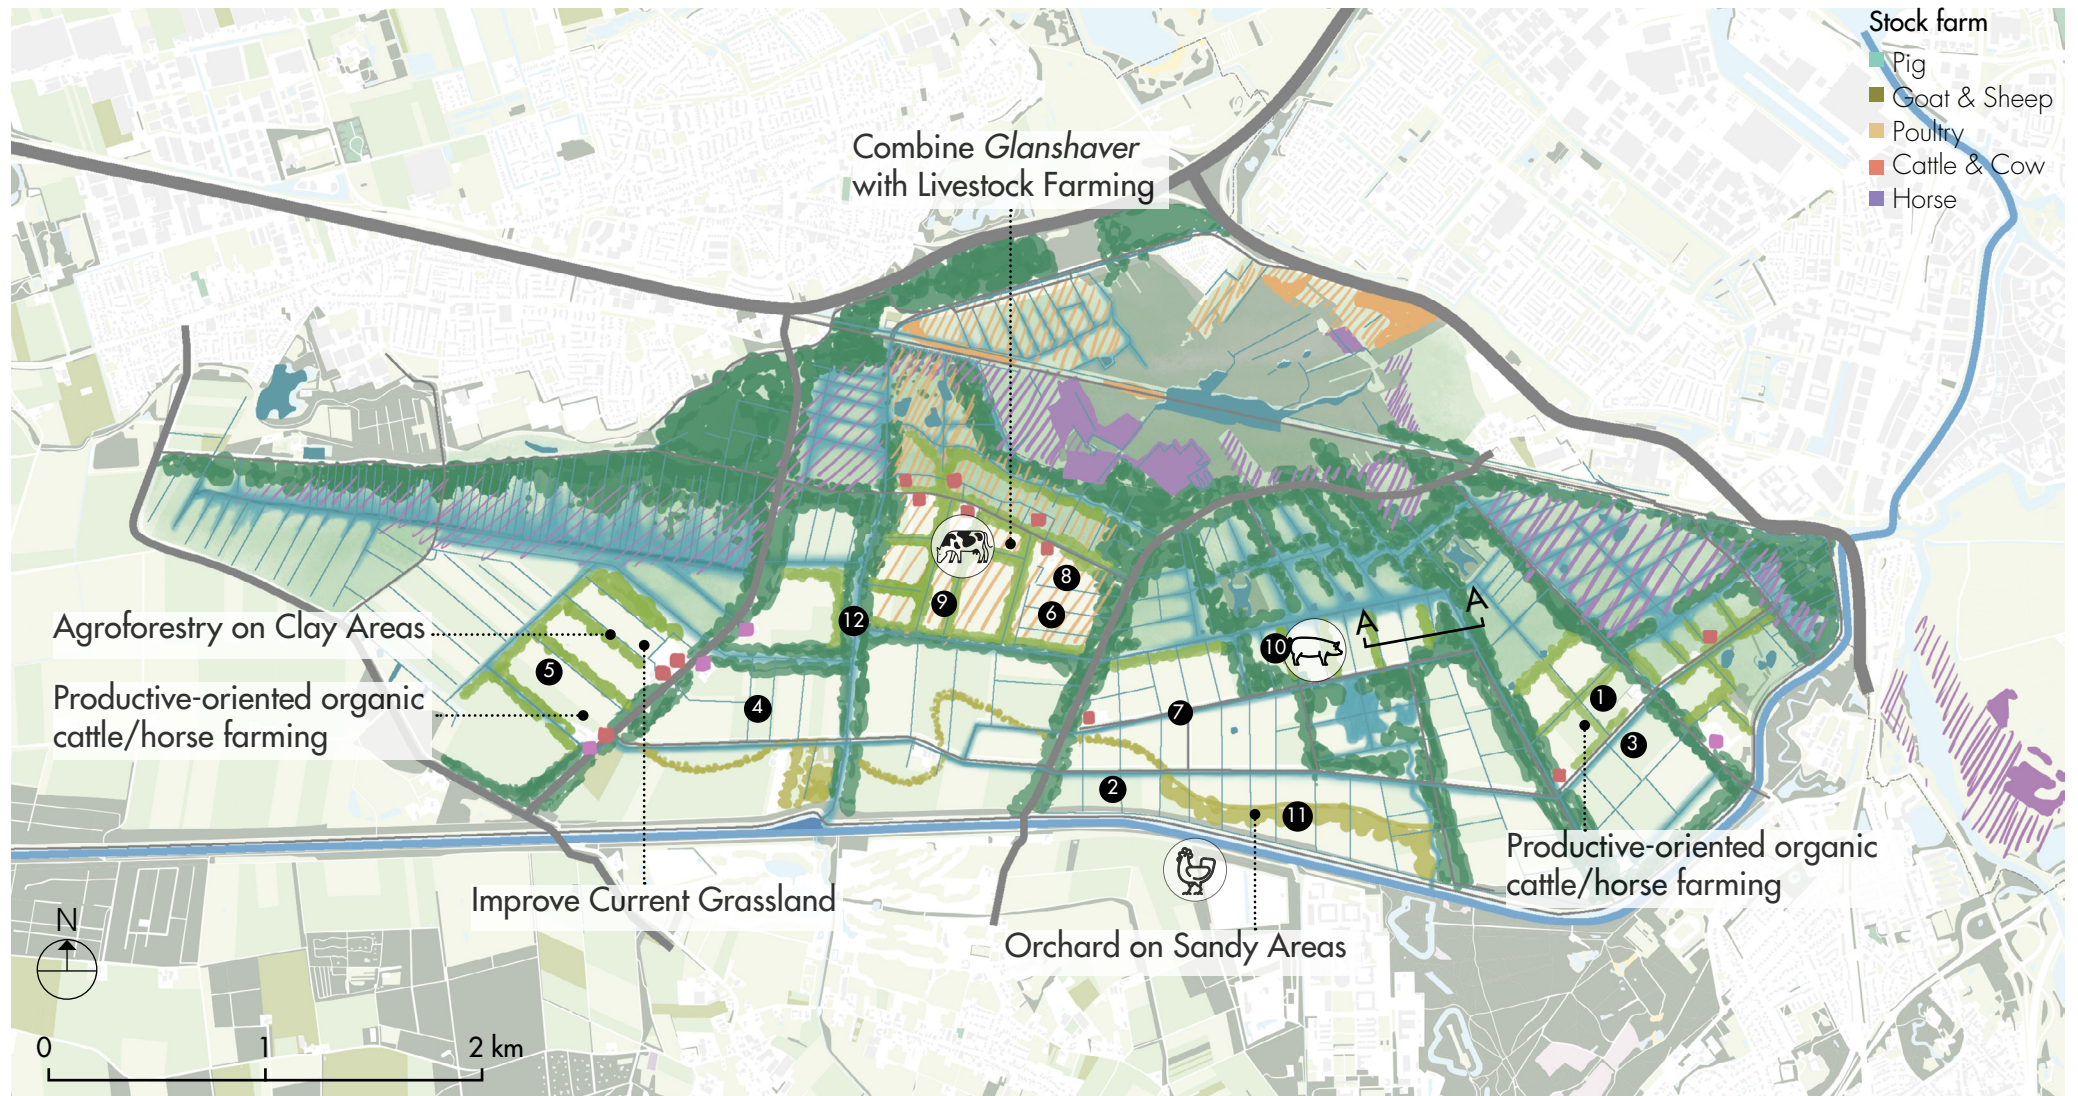 Stock farm
Pig
Goat & Sheep
Poultry
Cattle & Cow
Horse
Combine Glanshaver
with Livestock Farming
Agroforestry on Clay Areas
Productive-oriented organic
cattle/horse farming
8
9
6
12
A
A
10
5
4
7
1
3
2
11
Productive-oriented organic
cattle/horse farming
Improve Current Grassland
Orchard on Sandy Areas
N
0 1 2 km